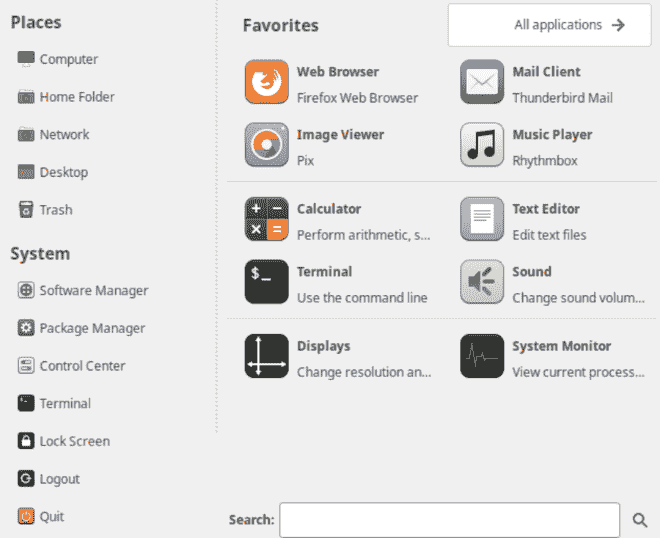 Places
Computer
Home Folder
Network
Desktop
Trash
System
Software Manager
Package Manager
Control Center
Terminal
Lock Screen
Logout
Quit
Favorites
All applications
Web Browser
Firefox Web Browser
Mail Client
Thunderbird Mail
Image Viewer
Pix
Music Player
Rhythmbox
Calculator
Perform arithmetic, s...
Text Editor
Edit text files
$_
Terminal
Use the command line
Sound
Change sound volum...
Displays
Change resolution an...
System Monitor
View current process...
Search: